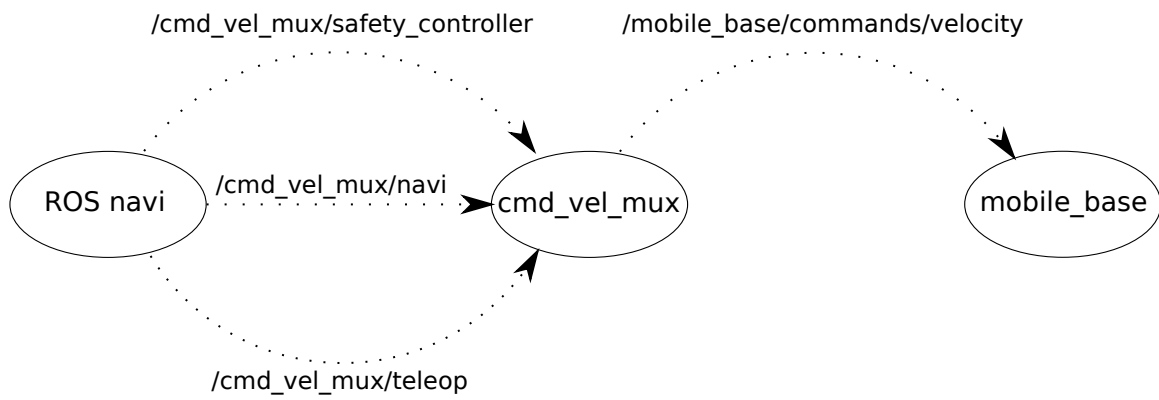 /cmd_vel_mux/safety_controller
/mobile_base/commands/velocity
/cmd_vel_mux/navi
ROS navi
cmd_vel_mux
mobile_base
/cmd_vel_mux/teleop